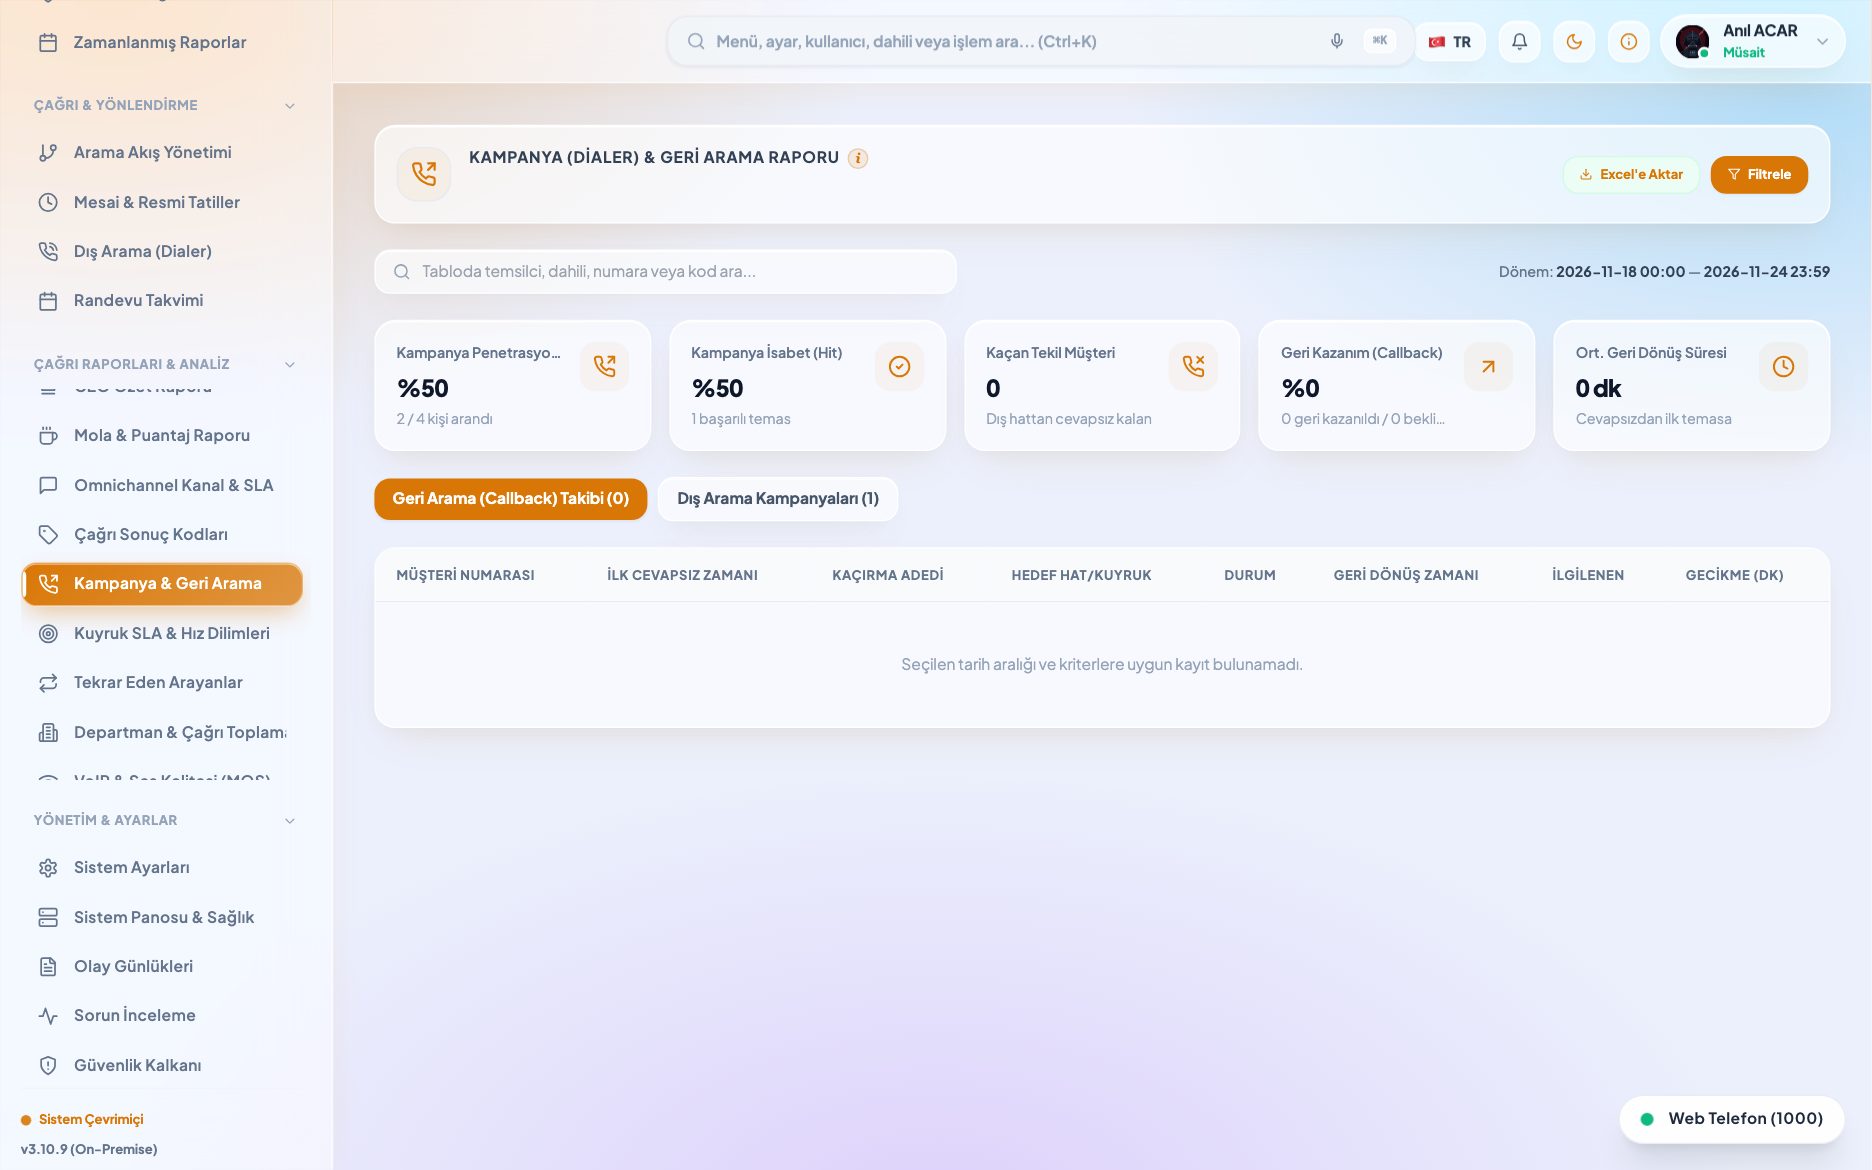 Zamanlanmış Raporlar
ÇAĞRI & YÖNLENDİRME
Arama Akış Yönetimi
Mesai & Resmi Tatiller
Dış Arama (Dialer)
Randevu Takvimi
ÇAĞRI RAPORLARI & ANALİZ
CEO Özet Raporu
Mola & Puantaj Raporu
Omnichannel Kanal & SLA
Çağrı Sonuç Kodları
Kampanya & Geri Arama
Kuyruk SLA & Hız Dilimleri
Tekrar Eden Arayanlar
Departman & Çağrı Toplama
VoIP & Ses Kalitesi (MOS)
YÖNETİM & AYARLAR
Sistem Ayarları
Sistem Panosu & Sağlık
Olay Günlükleri
Sorun İnceleme
Güvenlik Kalkanı
Sistem Çevrimiçi
v3.10.9 (On-Premise)
Menü, ayar, kullanıcı, dahili veya işlem ara... (Ctrl+K)
⌘K
TR
Anıl ACAR
Müsait
KAMPANYA (DİALER) & GERİ ARAMA RAPORU
Excel'e Aktar
Filtrele
Tabloda temsilci, dahili, numara veya kod ara...
Dönem: 2026-11-18 00:00 — 2026-11-24 23:59
Kampanya Penetrasyo...
%50
2 / 4 kişi arandı
Kampanya İsabet (Hit)
%50
1 başarılı temas
Kaçan Tekil Müşteri
0
Dış hattan cevapsız kalan
Geri Kazanım (Callback)
%0
0 geri kazanıldı / 0 bekli...
Ort. Geri Dönüş Süresi
0 dk
Cevapsızdan ilk temasa
Geri Arama (Callback) Takibi (0)
Dış Arama Kampanyaları (1)
MÜŞTERİ NUMARASI İLK CEVAPSIZ ZAMANI KAÇIRMA ADEDİ HEDEF HAT/KUYRUK DURUM GERİ DÖNÜŞ ZAMANI İLGİLENEN GECİKME (DK)
Seçilen tarih aralığı ve kriterlere uygun kayıt bulunamadı.
Web Telefon (1000)